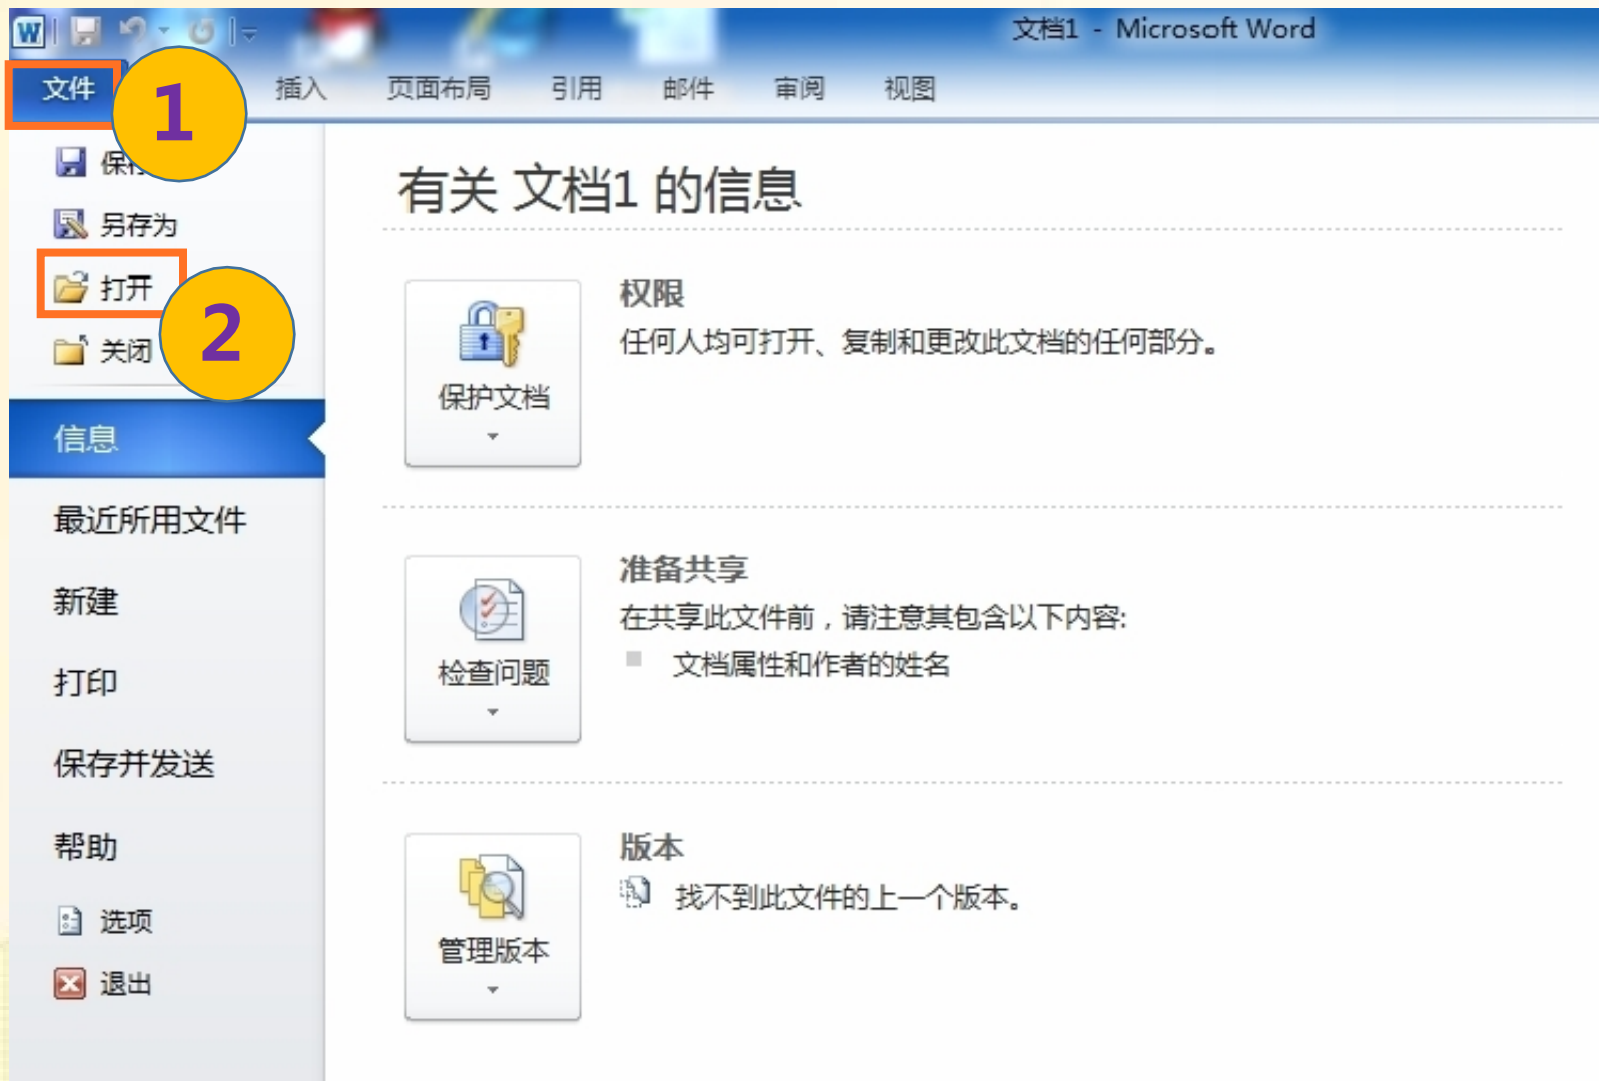 文档1 - Microsoft Word
文件 插入 页面布局 引用 邮件 审阅 视图
1
保存
另存为
打开
2
关闭
信息
最近所用文件
新建
打印
保存并发送
帮助
选项
退出
有关 文档1 的信息
保护文档
权限
任何人均可打开、复制和更改此文档的任何部分。
检查问题
准备共享
在共享此文件前，请注意其包含以下内容:
文档属性和作者的姓名
管理版本
版本
找不到此文件的上一个版本。